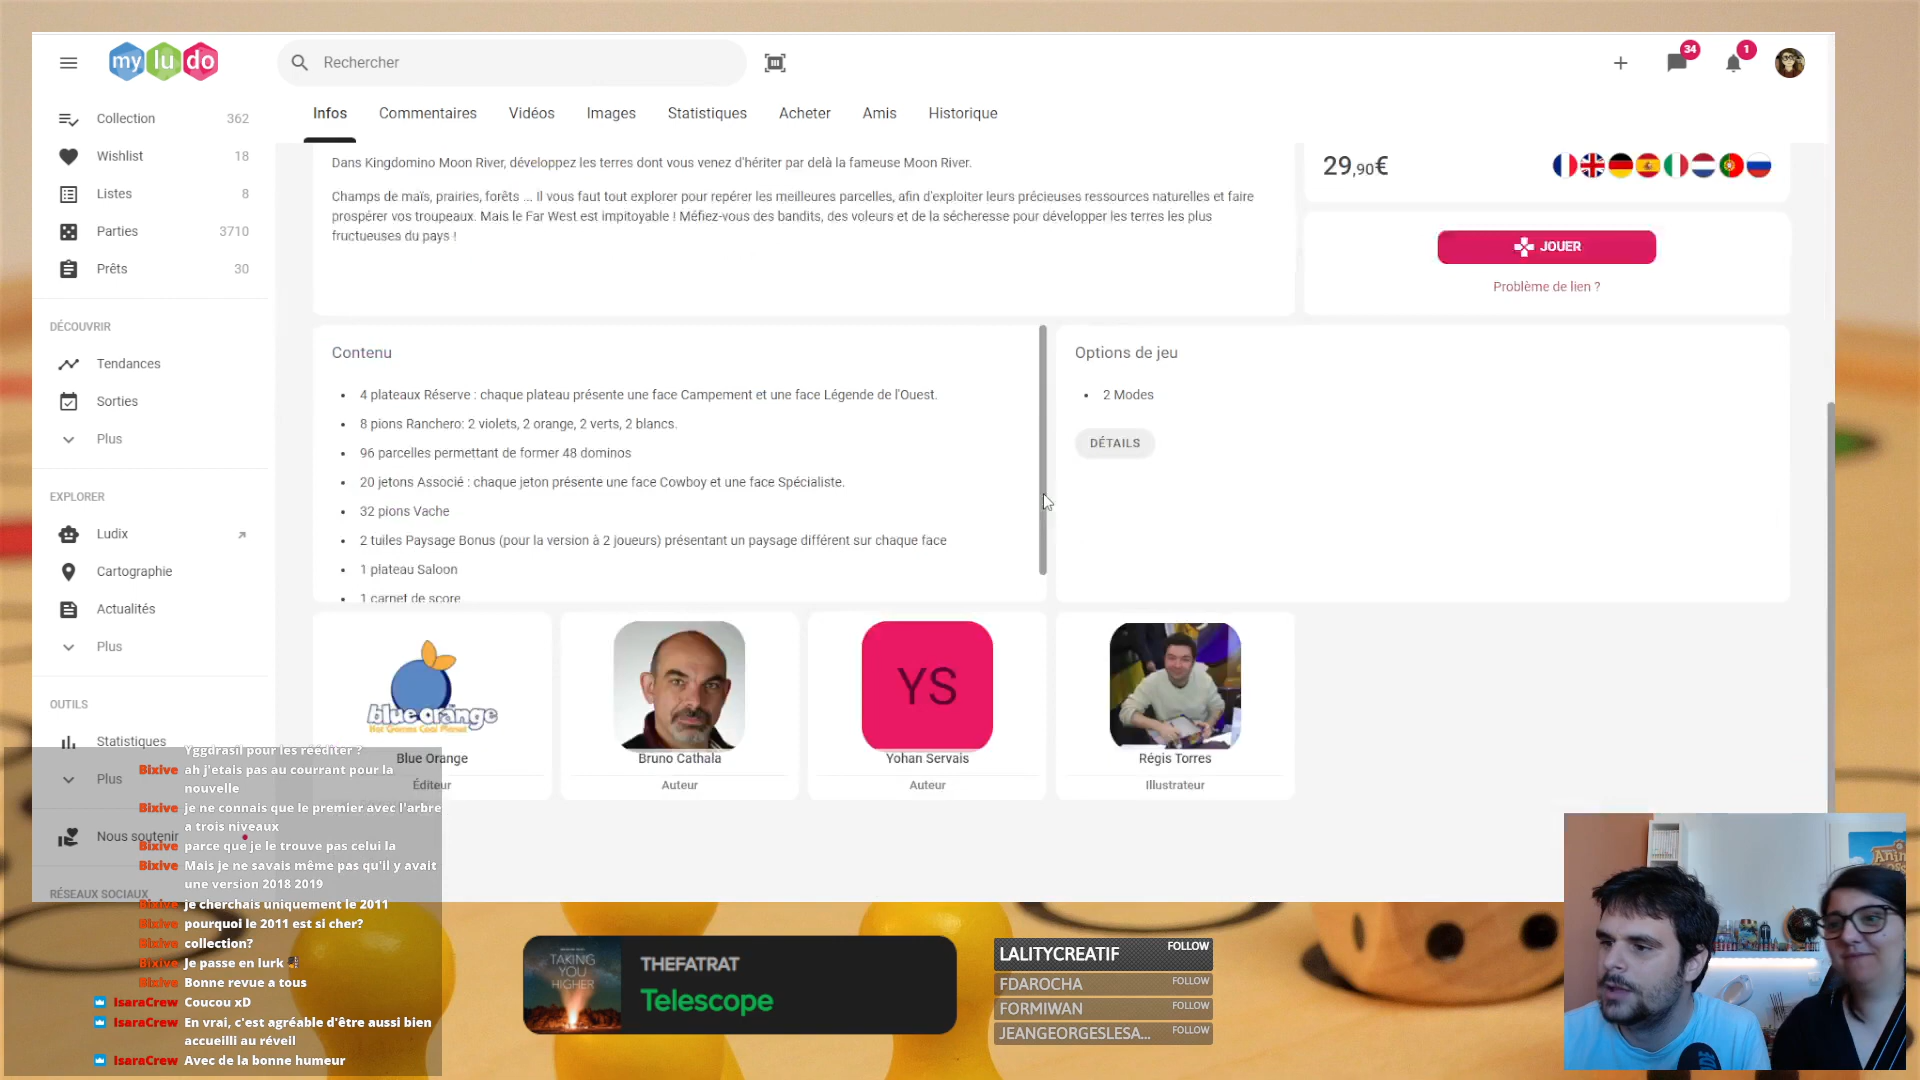 my lu do
Rechercher
34
1
Collection 362
Wishlist 18
Listes 8
Parties 3710
Prêts 30
DÉCOUVRIR
Tendances
Sorties
Plus
EXPLORER
Ludix
Cartographie
Actualités
Plus
OUTILS
Statistiques
Plus
Nous soutenir
RÉSEAUX SOCIAUX
Infos Commentaires Vidéos Images Statistiques Acheter Amis Historique
Dans Kingdomino Moon River, développez les terres dont vous venez d'hériter par delà la fameuse Moon River.
Champs de maïs, prairies, forêts ... Il vous faut tout explorer pour repérer les meilleures parcelles, afin d'exploiter leurs précieuses ressources naturelles et faire
prospérer vos troupeaux. Mais le Far West est impitoyable ! Méfiez-vous des bandits, des voleurs et de la sécheresse pour développer les terres les plus
fructueuses du pays !
29,90€
JOUER
Problème de lien ?
Contenu
4 plateaux Réserve : chaque plateau présente une face Campement et une face Légende de l'Ouest.
8 pions Ranchero: 2 violets, 2 orange, 2 verts, 2 blancs.
96 parcelles permettant de former 48 dominos
20 jetons Associé : chaque jeton présente une face Cowboy et une face Spécialiste.
32 pions Vache
2 tuiles Paysage Bonus (pour la version à 2 joueurs) présentant un paysage différent sur chaque face
1 plateau Saloon
1 carnet de score
Options de jeu
2 Modes
DÉTAILS
blue orange
Blue Orange
Éditeur
Bruno Cathala
Auteur
YS
Yohan Servais
Auteur
Régis Torres
Illustrateur
Yggdrasil pour les rééditer ?
Bixive ah j'etais pas au courrant pour la
nouvelle
Bixive je ne connais que le premier avec l'arbre
a trois niveaux
Bixive parce que je le trouve pas celui la
Bixive Mais je ne savais même pas qu'il y avait
une version 2018 2019
Bixive je cherchais uniquement le 2011
Bixive pourquoi le 2011 est si cher?
Bixive collection?
Bixive Je passe en lurk
Bixive Bonne revue a tous
IsaraCrew Coucou xD
IsaraCrew En vrai, c'est agréable d'être aussi bien
accueilli au réveil
IsaraCrew Avec de la bonne humeur
TAKING
YOU
HIGHER
THEFATRAT
Telescope
LALITYCREATIF FOLLOW
FDAROCHA FOLLOW
FORMIWAN FOLLOW
JEANGEORGESLESA... FOLLOW